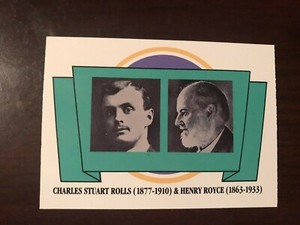 CHARLES STUART ROLLS (1877-1910) & HENRY ROYCE (1863-1933)